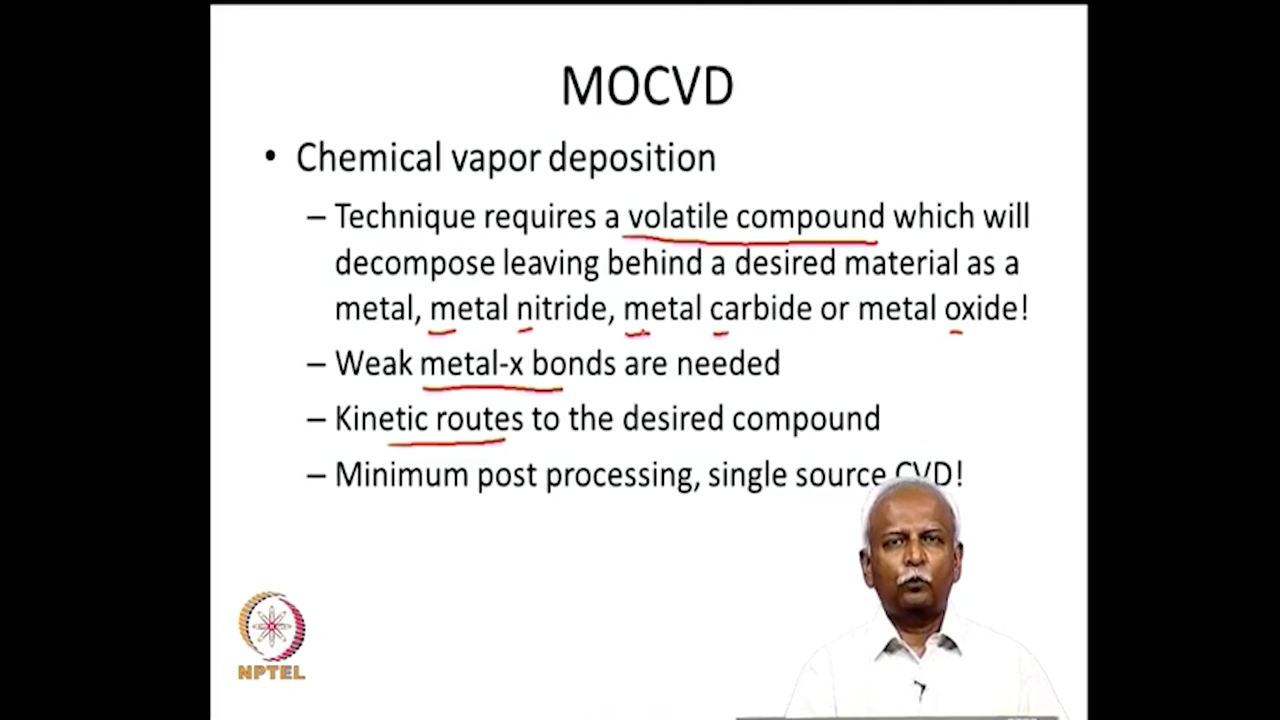 MOCVD
• Chemical vapor deposition
– Technique requires a volatile compound which will
decompose leaving behind a desired material as a
metal, metal nitride, metal carbide or metal oxide!
– Weak metal-x bonds are needed
– Kinetic routes to the desired compound
– Minimum post processing, single source CVD!
NPTEL